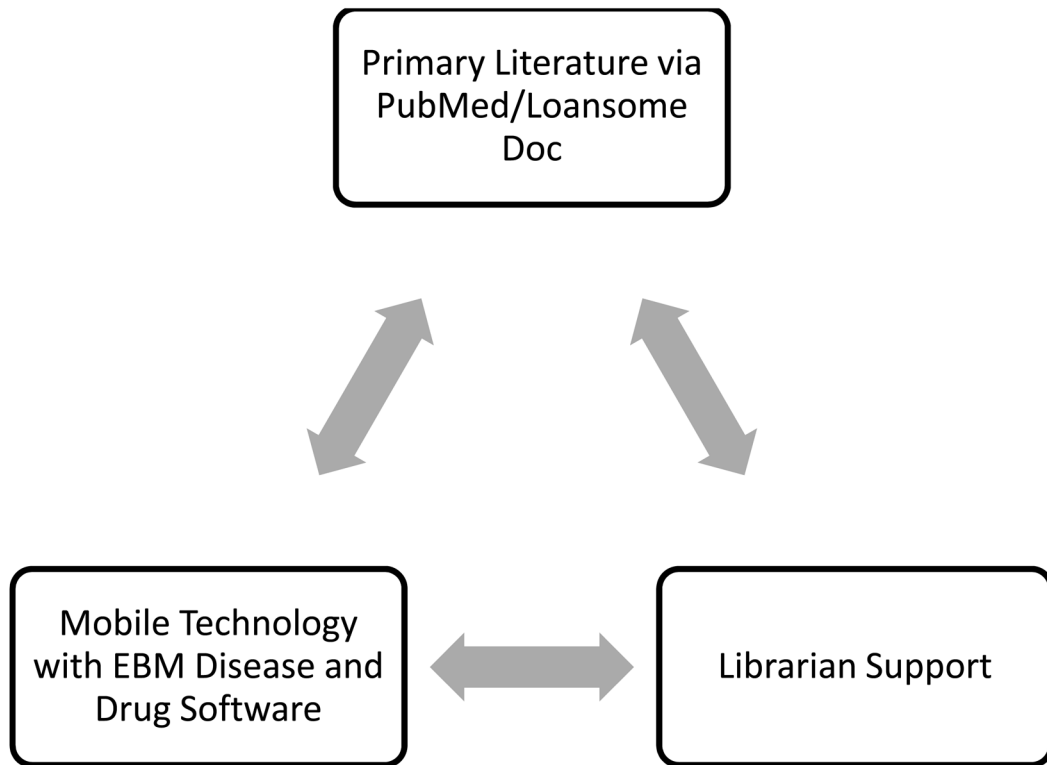 Primary Literature via
PubMed/Loansome
Doc
Mobile Technology
with EBM Disease and
Drug Software
Librarian Support